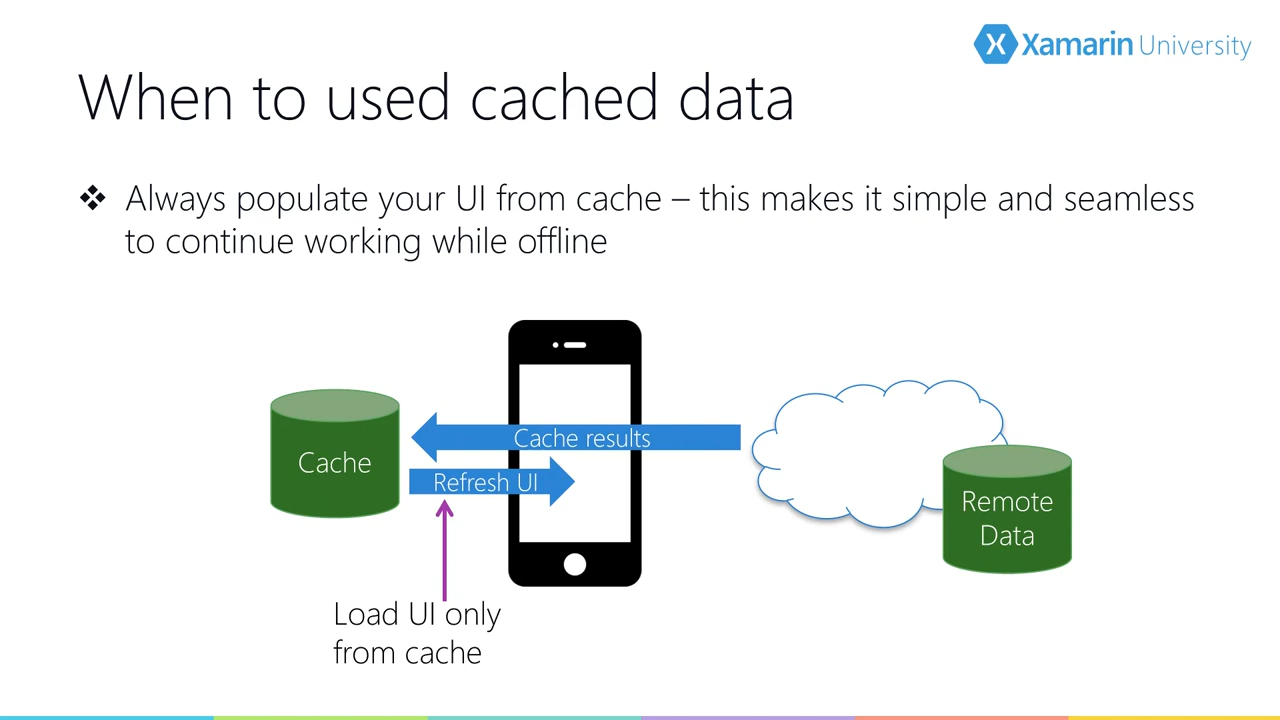 Xamarin University
When to used cached data
❖ Always populate your UI from cache – this makes it simple and seamless
to continue working while offline
Cache results
Cache
Refresh UI
Remote
Data
Load UI only
from cache